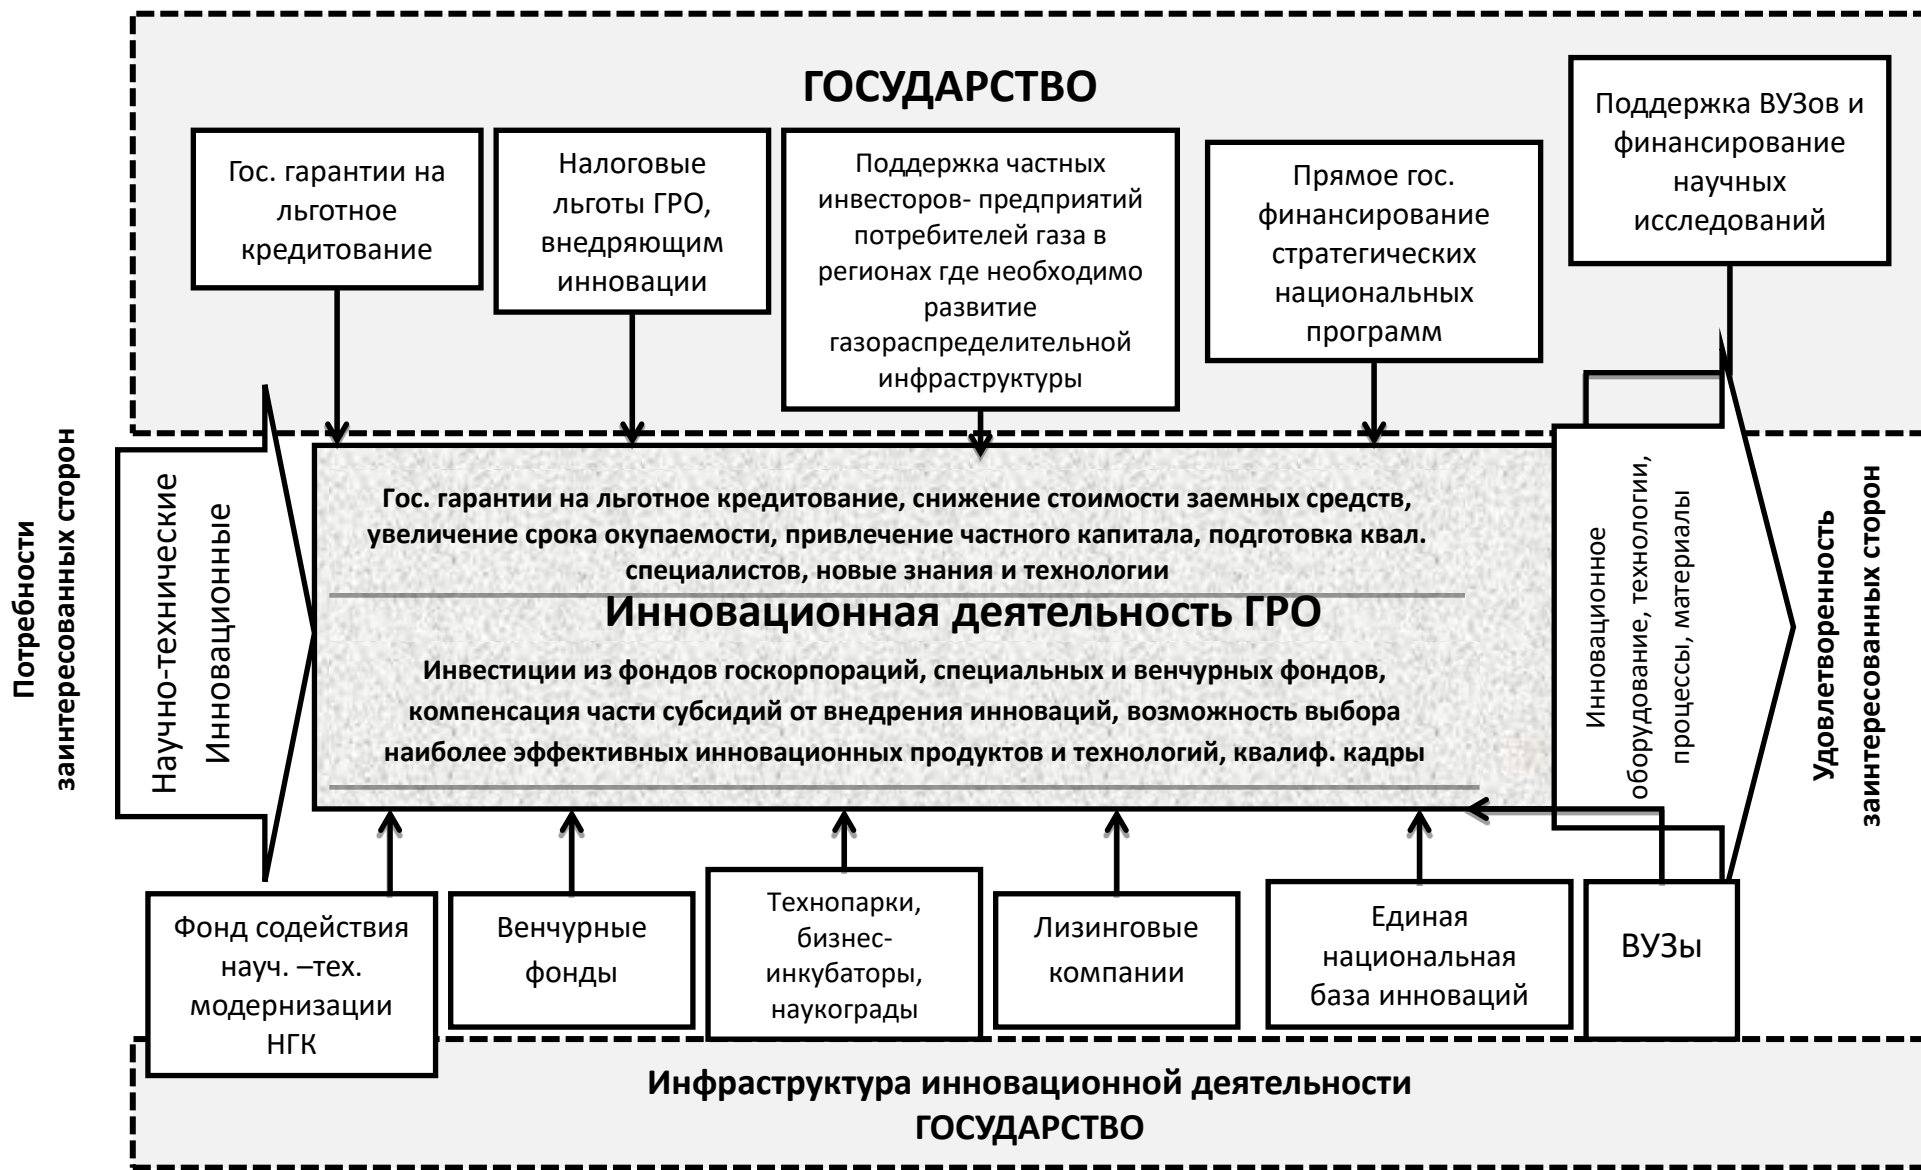 ГОСУДАРСТВО
Гос. гарантии на
льготное
кредитование
Налоговые
льготы ГРО,
внедряющим
инновации
Поддержка частных
инвесторов- предприятий
потребителей газа в
регионах где необходимо
развитие
газораспределительной
инфраструктуры
Прямое гос.
финансирование
стратегических
национальных
программ
Поддержка ВУЗов и
финансирование
научных
исследований
Потребности
заинтересованных сторон
Научно-технические
Инновационные
Гос. гарантии на льготное кредитование, снижение стоимости заемных средств,
увеличение срока окупаемости, привлечение частного капитала, подготовка квал.
специалистов, новые знания и технологии
Инновационная деятельность ГРО
Инвестиции из фондов госкорпораций, специальных и венчурных фондов,
компенсация части субсидий от внедрения инноваций, возможность выбора
наиболее эффективных инновационных продуктов и технологий, квалиф. кадры
Инновационное
оборудование, технологии,
процессы, материалы
Удовлетворенность
заинтересованных сторон
Фонд содействия
науч. –тех.
модернизации
НГК
Венчурные
фонды
Технопарки,
бизнес-
инкубаторы,
наукограды
Лизинговые
компании
Единая
национальная
база инноваций
ВУЗы
Инфраструктура инновационной деятельности
ГОСУДАРСТВО